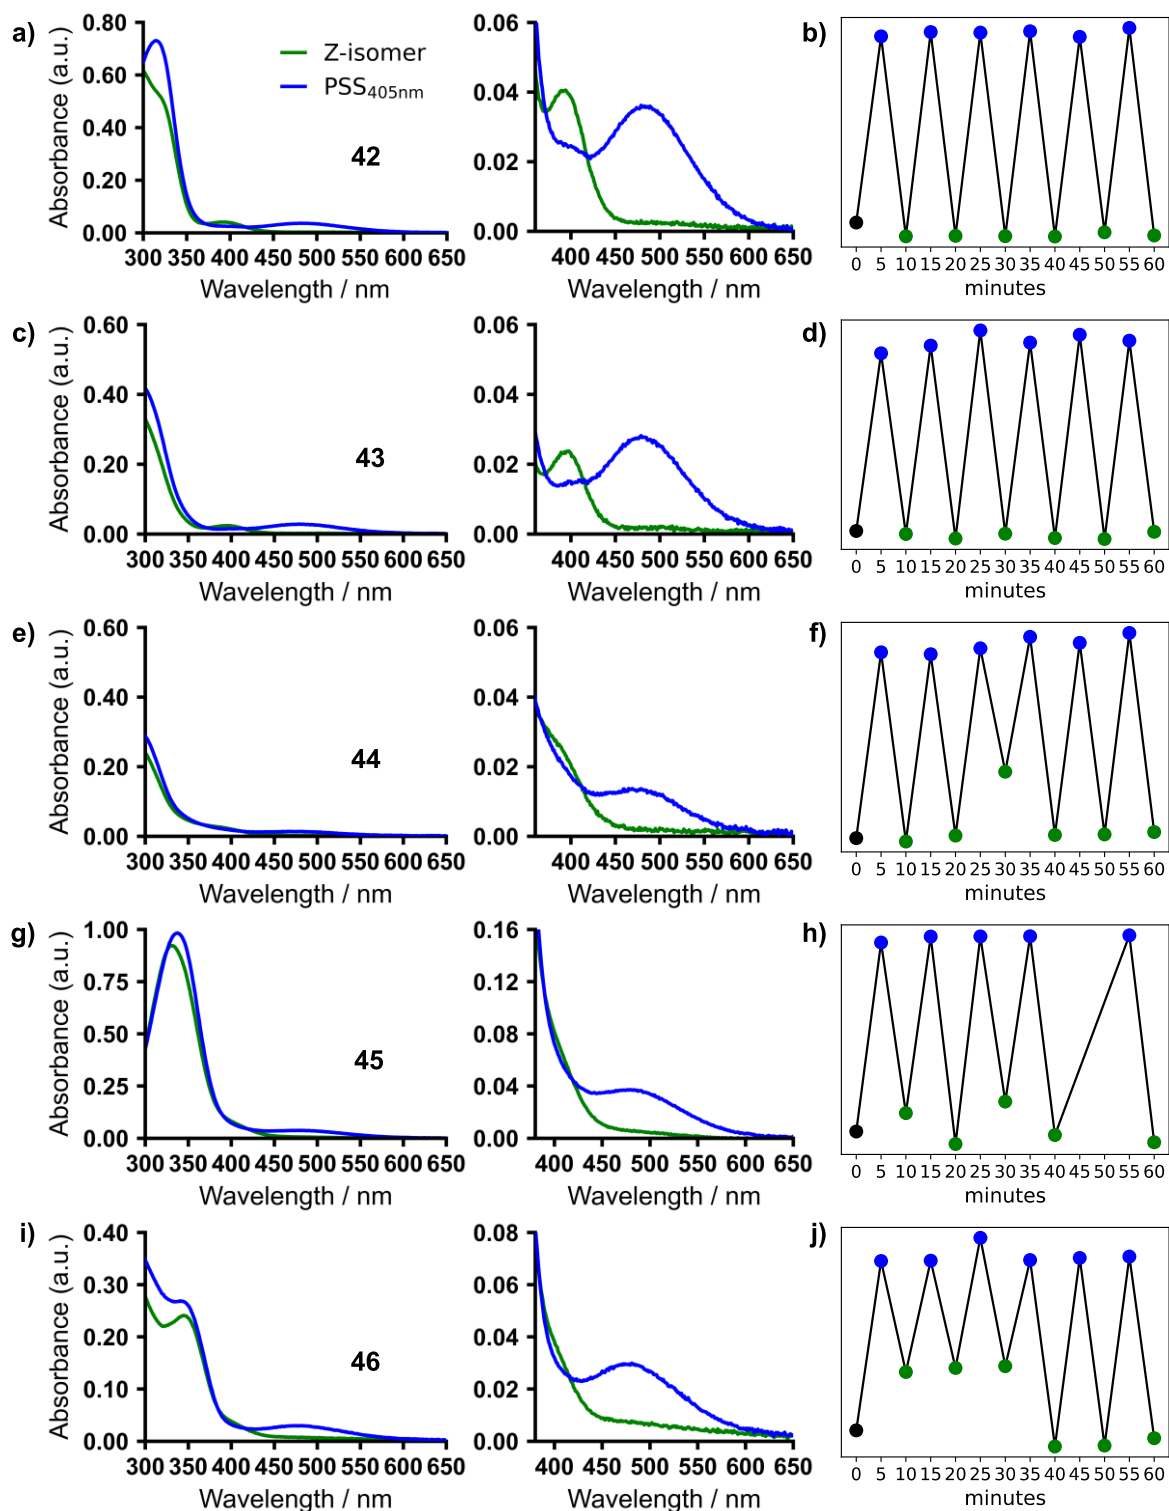 a)
0.80
0.60
0.40
0.20
0.00
Absorbance (a.u.)
Z-isomer
PSS405nm
42
300 350 400 450 500 550 600 650
Wavelength / nm
0.06
0.04
0.02
0.00
400 450 500 550 600 650
Wavelength / nm
b)
0 5 10 15 20 25 30 35 40 45 50 55 60
minutes
c)
0.60
0.40
0.20
0.00
Absorbance (a.u.)
43
300 350 400 450 500 550 600 650
Wavelength / nm
0.06
0.04
0.02
0.00
400 450 500 550 600 650
Wavelength / nm
d)
0 5 10 15 20 25 30 35 40 45 50 55 60
minutes
e)
0.60
0.40
0.20
0.00
Absorbance (a.u.)
44
300 350 400 450 500 550 600 650
Wavelength / nm
0.06
0.04
0.02
0.00
400 450 500 550 600 650
Wavelength / nm
f)
0 5 10 15 20 25 30 35 40 45 50 55 60
minutes
g)
1.00
0.75
0.50
0.25
0.00
Absorbance (a.u.)
45
300 350 400 450 500 550 600 650
Wavelength / nm
0.16
0.12
0.08
0.04
0.00
400 450 500 550 600 650
Wavelength / nm
h)
0 5 10 15 20 25 30 35 40 45 50 55 60
minutes
i)
0.40
0.30
0.20
0.10
0.00
Absorbance (a.u.)
46
300 350 400 450 500 550 600 650
Wavelength / nm
0.08
0.06
0.04
0.02
0.00
400 450 500 550 600 650
Wavelength / nm
j)
0 5 10 15 20 25 30 35 40 45 50 55 60
minutes